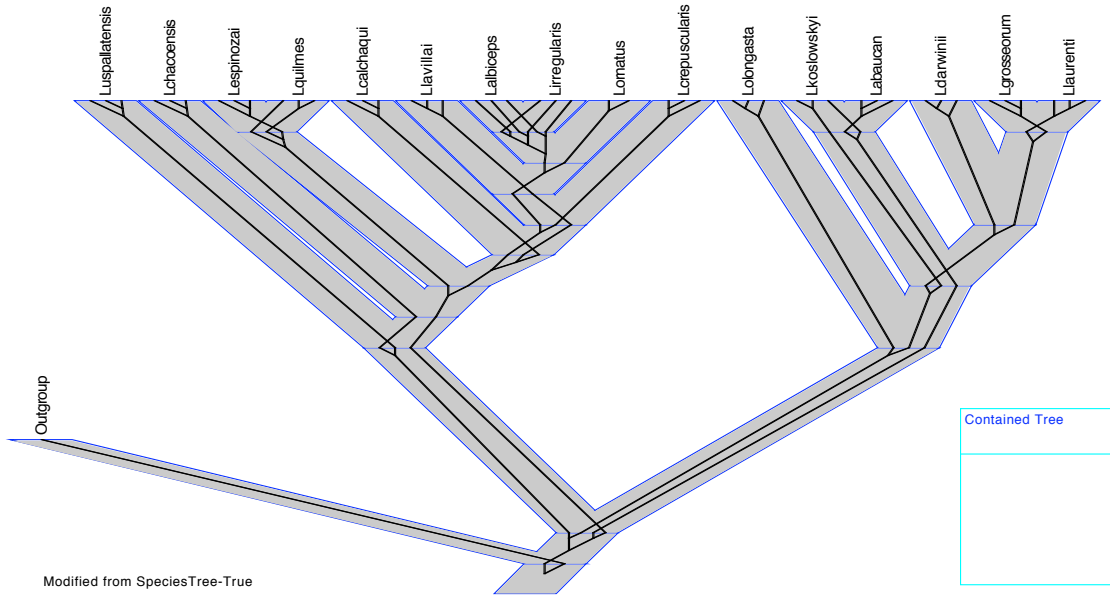 Luspallatensis
Lchacoensis
Lespinozai
Lquilmes
Lcalchaqui
Llavillai
Lalbiceps
Lirregularis
Lornatus
Lcrepuscularis
Lolongasta
Lkoslowskyi
Labaucan
Ldarwinii
Lgrosseorum
Llaurenti
Outgroup
Contained Tree
Modified from SpeciesTree-True